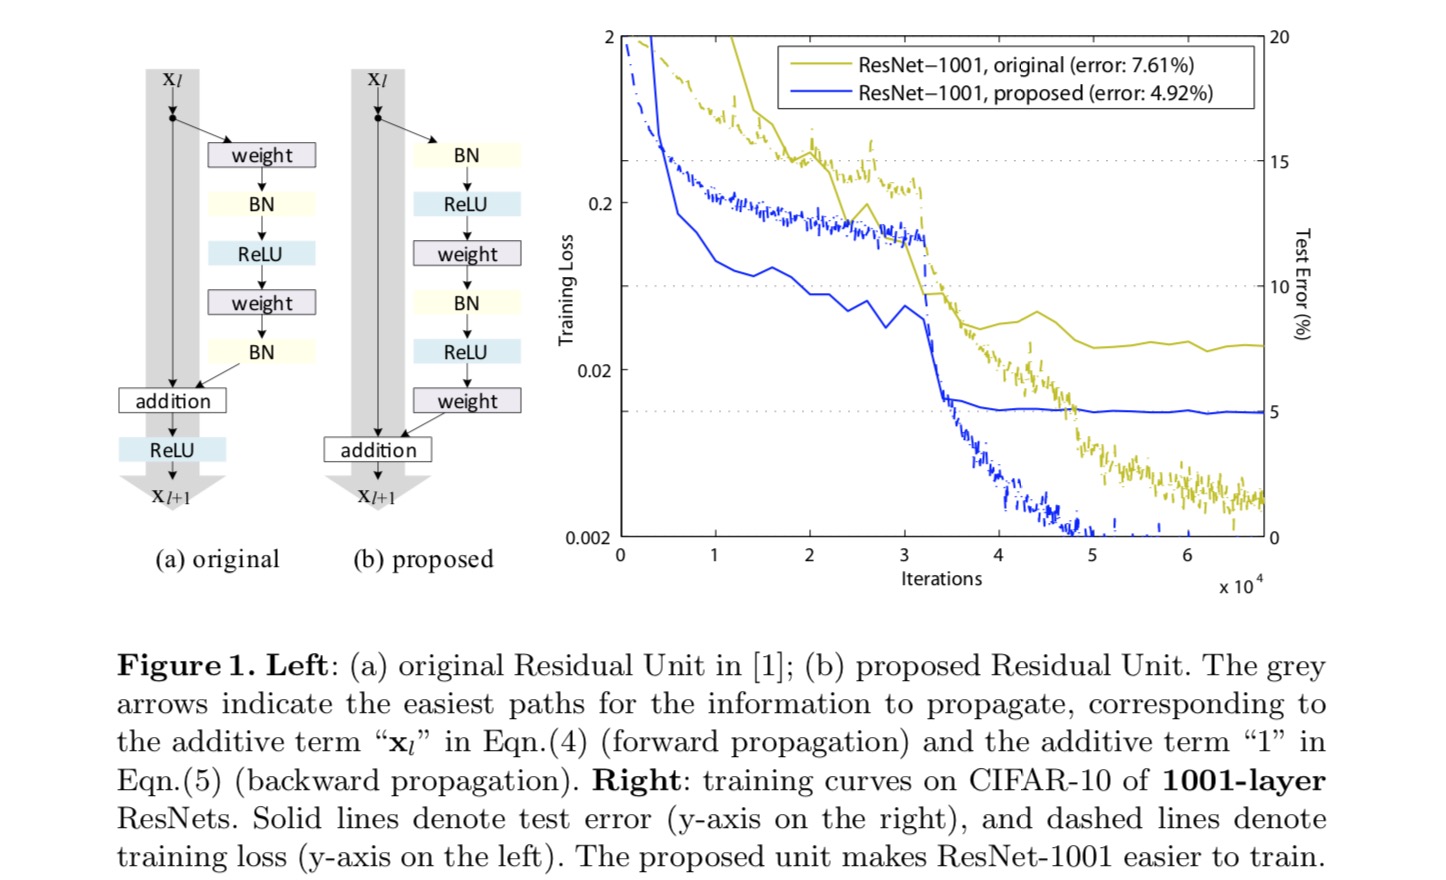 xl
weight
BN
ReLU
weight
BN
addition
ReLU
xl+1
(a) original
xl
BN
ReLU
weight
BN
ReLU
weight
addition
xl+1
(b) proposed
ResNet−1001, original (error: 7.61%)
ResNet−1001, proposed (error: 4.92%)
Training Loss
2
0.2
0.02
0.002
Test Error (%)
20
15
10
5
0
0 1 2 3 4 5 6
Iterations
x 10^4
Figure 1. Left: (a) original Residual Unit in [1]; (b) proposed Residual Unit. The grey
arrows indicate the easiest paths for the information to propagate, corresponding to
the additive term “xl” in Eqn.(4) (forward propagation) and the additive term “1” in
Eqn.(5) (backward propagation). Right: training curves on CIFAR-10 of 1001-layer
ResNets. Solid lines denote test error (y-axis on the right), and dashed lines denote
training loss (y-axis on the left). The proposed unit makes ResNet-1001 easier to train.